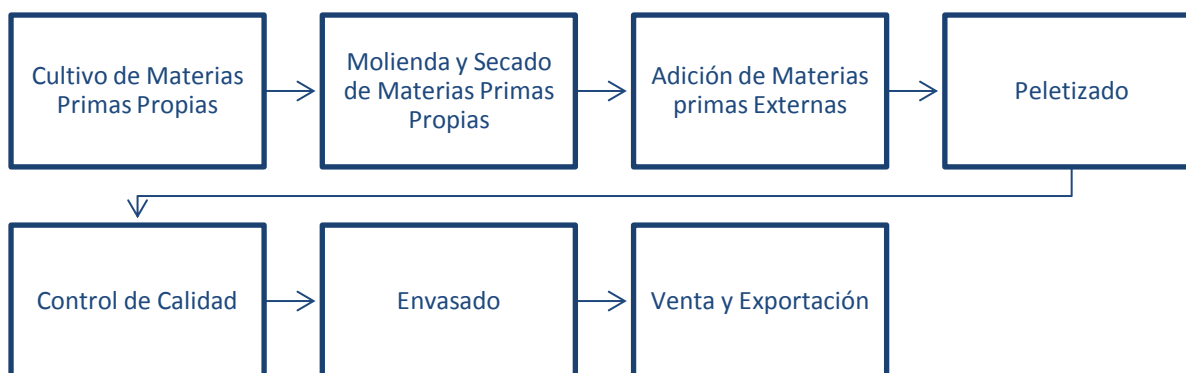 Cultivo de Materias
Primas Propias
Molienda y Secado
de Materias Primas
Propias
Adición de Materias
primas Externas
Peletizado
Control de Calidad
Envasado
Venta y Exportación